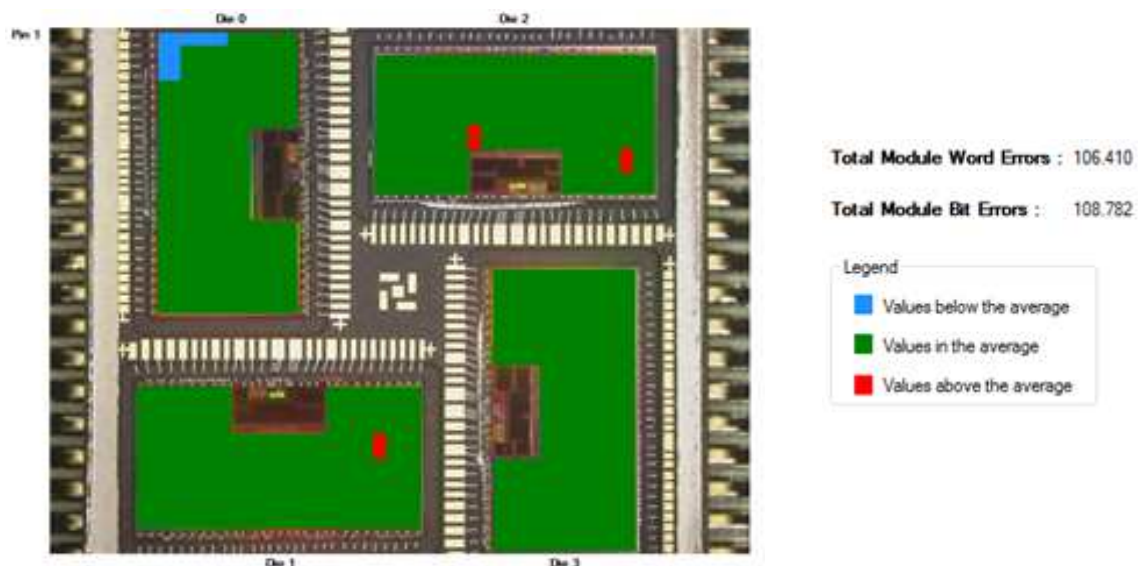 Die 0
Die 2
Pin 1
Total Module Word Errors : 106.410
Total Module Bit Errors : 108.782
Legend
Values below the average
Values in the average
Values above the average
Die 1
Die 3